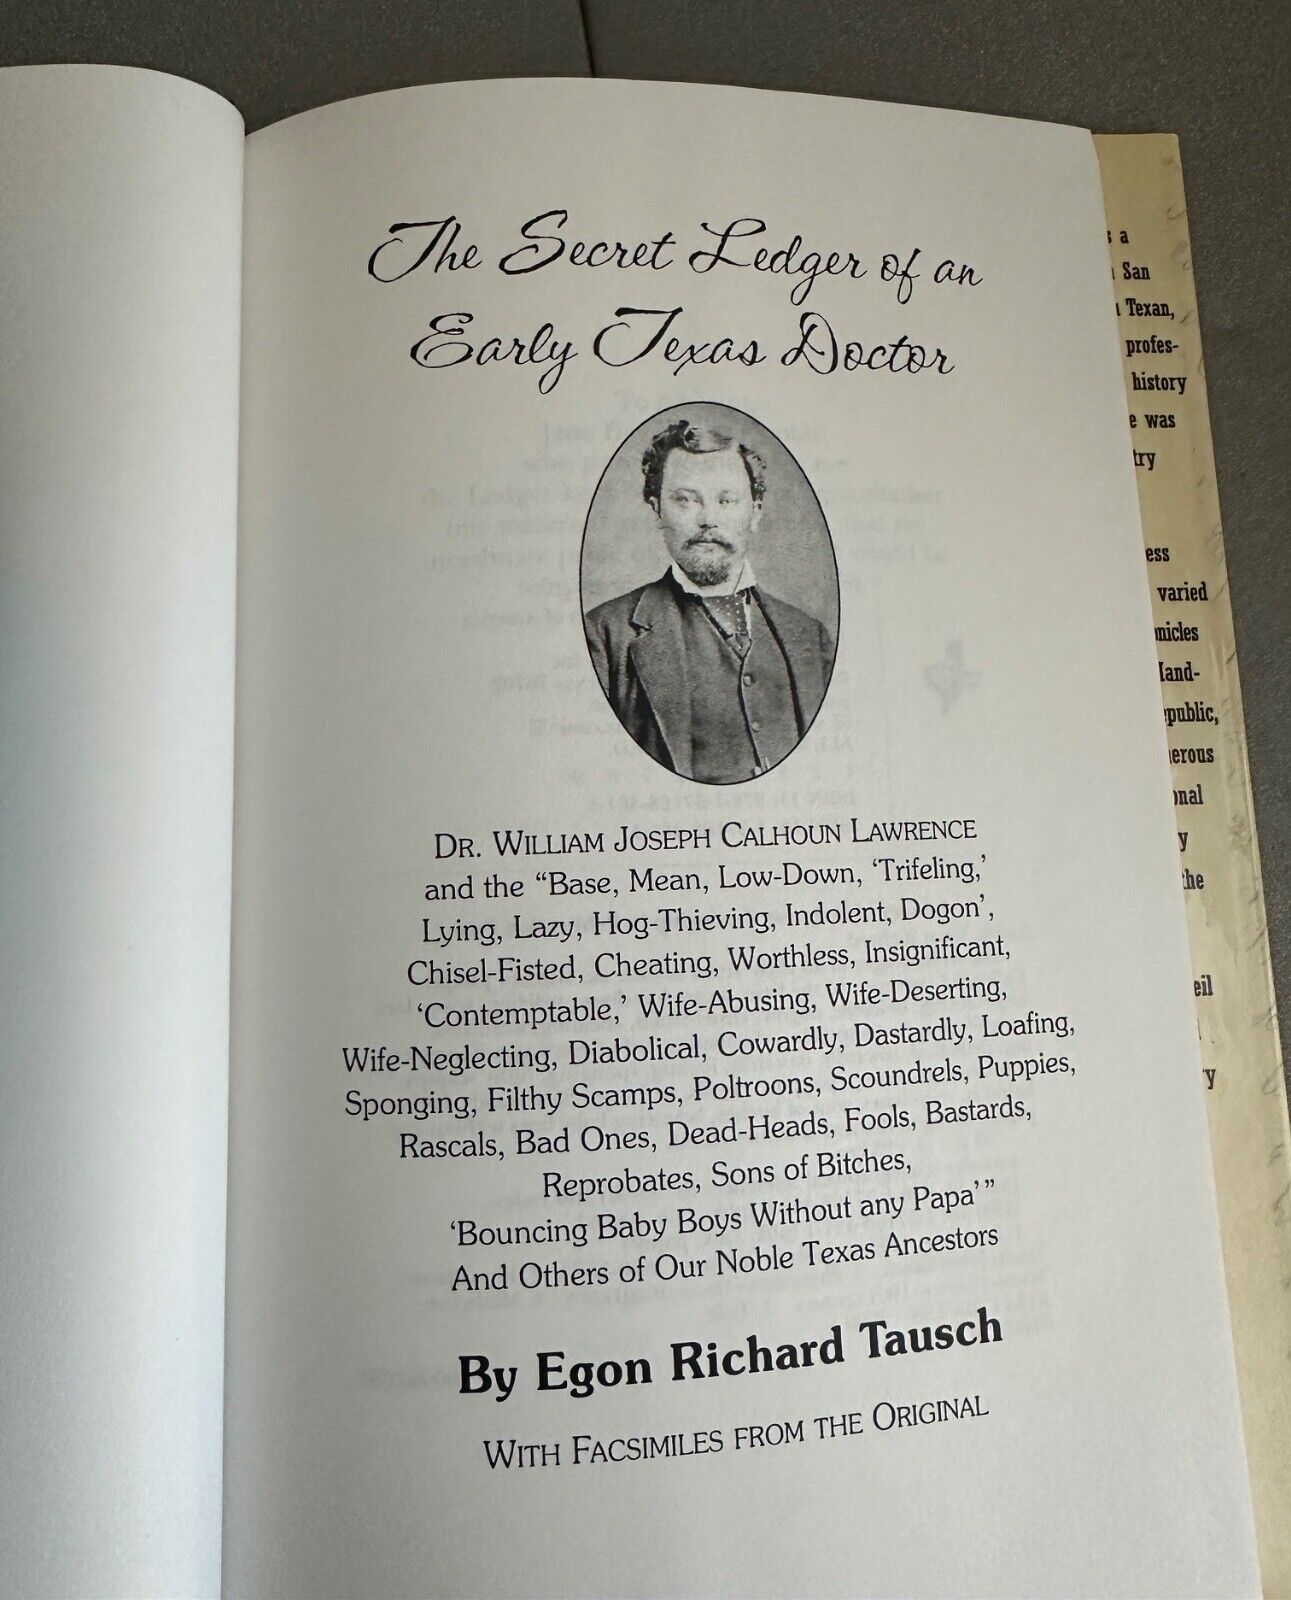 The Secret Ledger of an
Early Texas Doctor
DR. WILLIAM JOSEPH CALHOUN LAWRENCE
and the “Base, Mean, Low-Down, ‘Trifeling,’
Lying, Lazy, Hog-Thieving, Indolent, Dogon’,
Chisel-Fisted, Cheating, Worthless, Insignificant,
‘Contemptable,’ Wife-Abusing, Wife-Deserting,
Wife-Neglecting, Diabolical, Cowardly, Dastardly, Loafing,
Sponging, Filthy Scamps, Poltroons, Scoundrels, Puppies,
Rascals, Bad Ones, Dead-Heads, Fools, Bastards,
Reprobates, Sons of Bitches,
‘Bouncing Baby Boys Without any Papa’”
And Others of Our Noble Texas Ancestors
By Egon Richard Tausch
WITH FACSIMILES FROM THE ORIGINAL
a
San
Texan,
profes-
history
was
varied
the